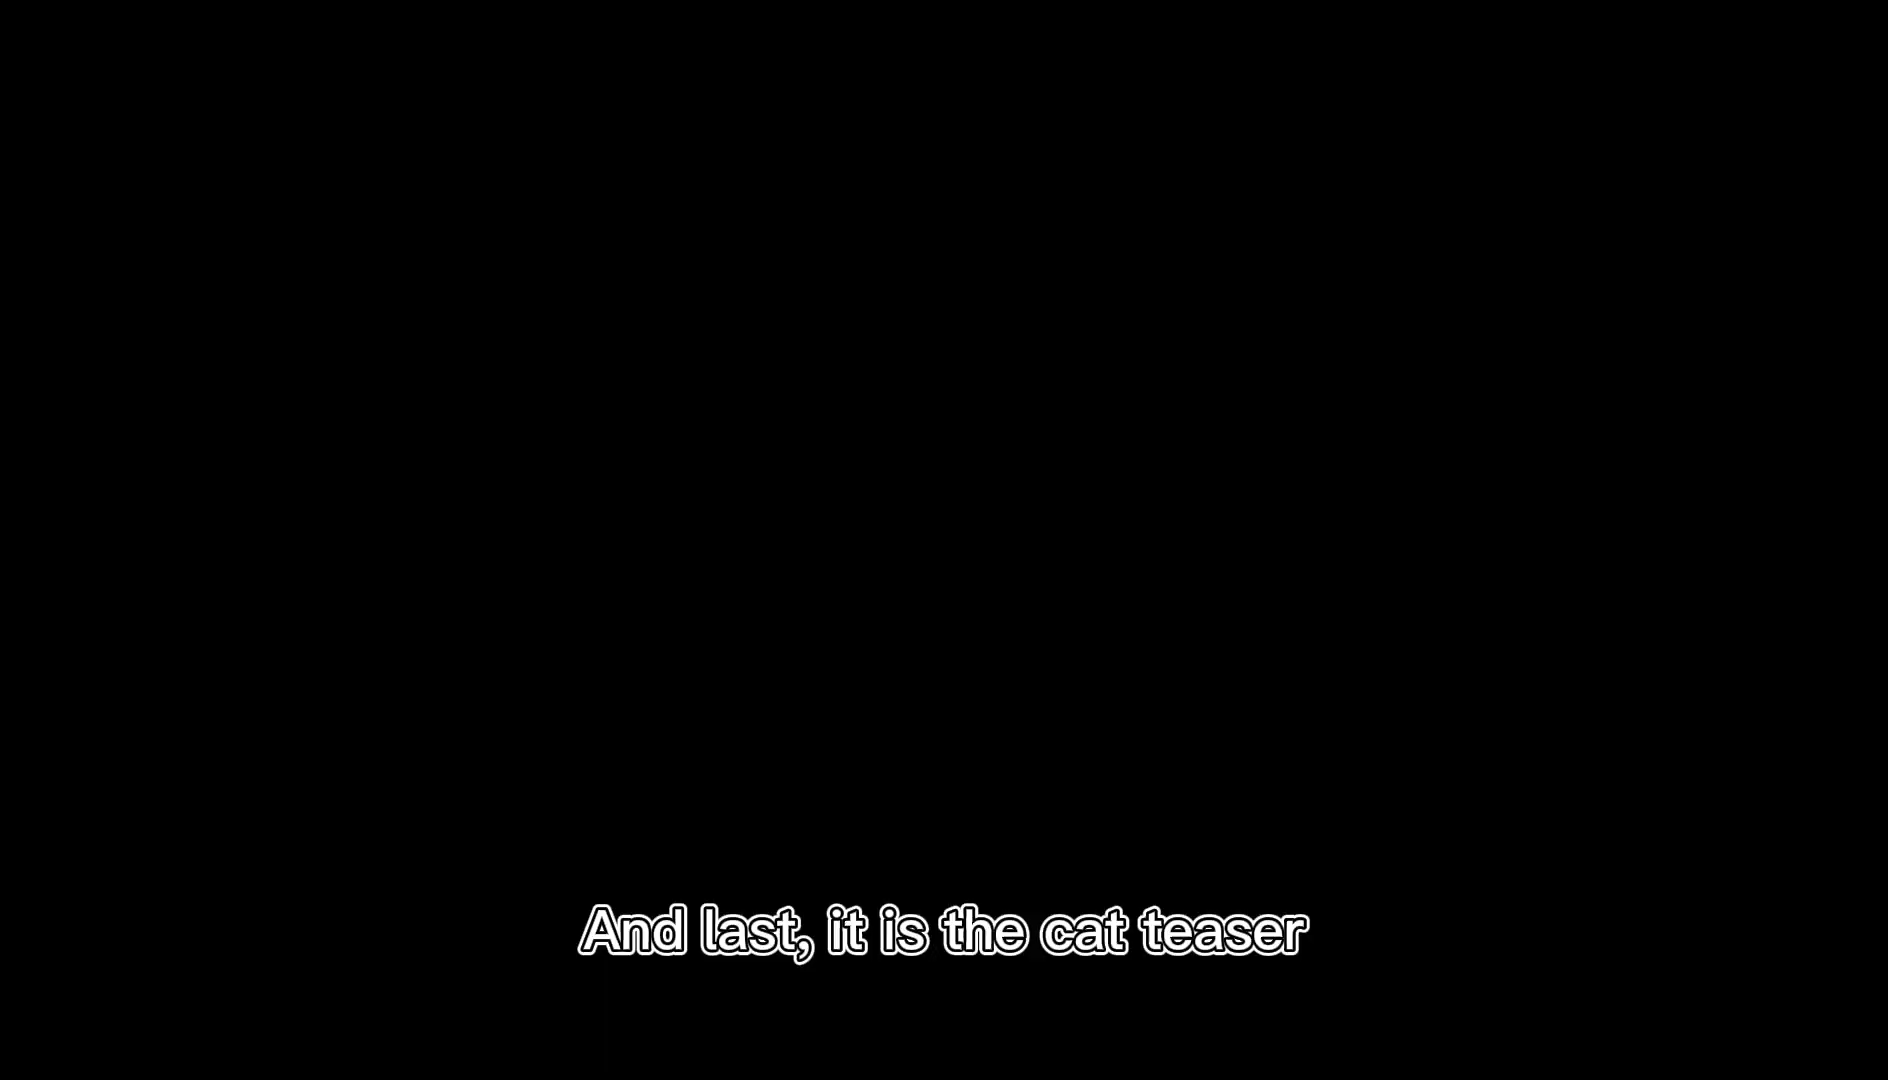 And last, it is the cat teaser